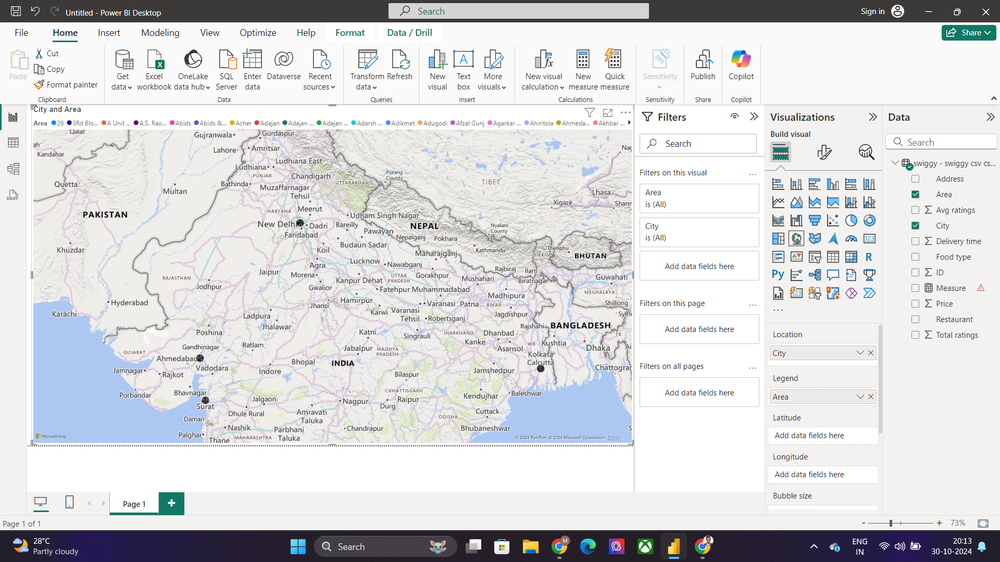 Untitled - Power BI Desktop
Search
Sign in
File Home Insert Modeling View Optimize Help Format Data / Drill
Share
Paste
Cut
Copy
Format painter
Clipboard
Get data
Excel workbook
OneLake data hub
SQL Server
Enter data
Dataverse
Recent sources
Data
Transform data
Refresh
Queries
New visual
Text box
More visuals
Insert
New visual calculation
New measure
Quick measure
Calculations
Sensitivity
Sensitivity
Publish
Share
Copilot
Copilot
City and Area
Area 26 3Rd Blo... A Unit ... A.S. Rao... Abids Abids &... Acher Adajan Adajan ... Adajan ... Adarsh ... Adikmet Adugodi Afzal Gunj Agarkar ... Ahiritola Ahmeda... Akhbar ...
Qalat
Gujranwala
Gurdaspur
Kandahar
Lahore
Amritsar
HP
Ludhiana
Ludhiana East
PUNJAB
Chandigarh
Purang County
TIBET
Quetta
Multan
Bathinda
Muzaffarnagar Tehsil
UTTARAKHAND
Lhasa
Xigazê
PAKISTAN
HARYANA
Meerut
Udham Singh Nagar
New Delhi
Dadri
Bareilly
Pawayan
NEPAL
Nyalam County
Faridabad
Nepalganj
Pokhara
Kathmandu
Thimphu
BHUTAN
Khuzdar
Koil
Budaun Sadar
Maharajganj
SIKKIM
Agra
Lucknow
Nawabganj
Jaipur
Morena
UTTAR PRADESH
Gorakhpur
Rajbiraj
Ilam
RAJASTHAN
Kanpur Dehat
Mushahari
Biratnagar
Guwahati
Jodhpur
Gwalior
Fatehpur
Muhammadabad
MEGHALAYA
Hyderabad
Hamirpur
Madhipura
Shillong
Karāchi
Jhansi
Varanasi
Patna
BIHAR
Ladpura
Karwi
Varanasi Tehsil
Robertsganj
Jagdishpur
Jhalawar
Rajshahi
BANGLADESH
Poshina
Katni
Singrauli
JHARKHAND
Dhanbad
TR
Gandhinagar
Ratlam
Jabalpur
MADHYA PRADESH
Kanke
Asansol
WB
Kushtia
Dhaka
GUJARAT
Ahmedabad
Bhopal
INDIA
Kolkata
Calcutta
Jamnagar
Rajkot
Vadodara
Indore
Bilaspur
Jamshedpur
Chattogram
Bhavnagar
CHHATTISGARH
Porbandar
Surat
Jalgaon
Nagpur
Durg
Raipur
Kendujhar
Baleshwar
Daman
DN
Dhule Rural
Amravati Taluka
ODISHA
Cuttack
Nashik
Parbhani Taluka
Chandrapur
Bhubaneshwar
Palghar
Thane
MAHARASHTRA
Microsoft Bing
© 2024 TomTom, © 2024 Microsoft Corporation Terms
Filters
Search
Filters on this visual
Area
is (All)
City
is (All)
Add data fields here
Filters on this page
Add data fields here
Filters on all pages
Add data fields here
Visualizations
Build visual
123
R
Py
Location
City
Legend
Area
Latitude
Add data fields here
Longitude
Add data fields here
Bubble size
Data
Search
swiggy - swiggy csv cs...
Address
Area
Avg ratings
City
Delivery time
Food type
ID
Measure
Price
Restaurant
Total ratings
Page 1
Page 1 of 1
- + 73%
28°C
Partly cloudy
Search
ENG
IN
20:13
30-10-2024